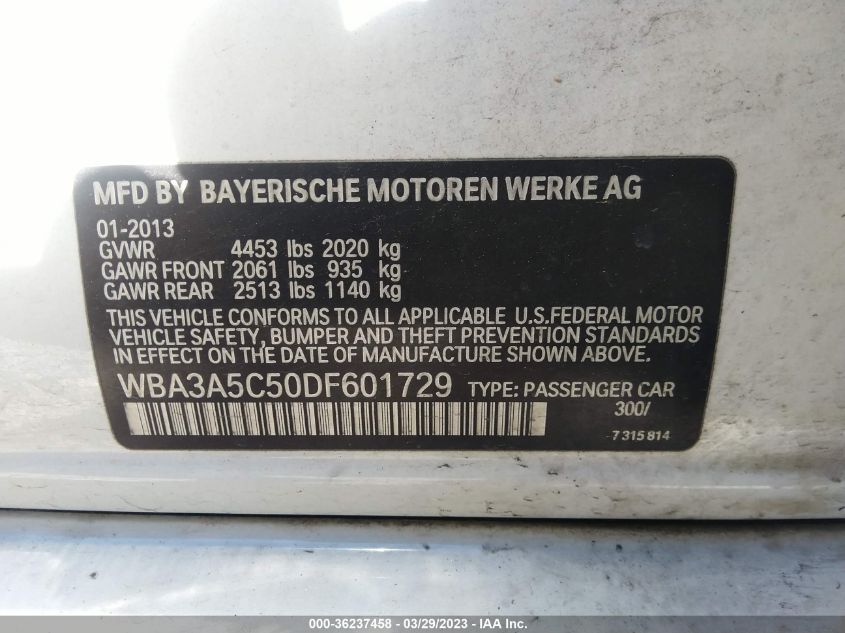 MFD BY BAYERISCHE MOTOREN WERKE AG
01-2013
GVWR 4453 lbs 2020 kg
GAWR FRONT 2061 lbs 935 kg
GAWR REAR 2513 lbs 1140 kg
THIS VEHICLE CONFORMS TO ALL APPLICABLE U.S.FEDERAL MOTOR
VEHICLE SAFETY, BUMPER AND THEFT PREVENTION STANDARDS
IN EFFECT ON THE DATE OF MANUFACTURE SHOWN ABOVE.
WBA3A5C50DF601729 TYPE: PASSENGER CAR
300/
7 315 814
000-36237458 - 03/29/2023 - IAA Inc.